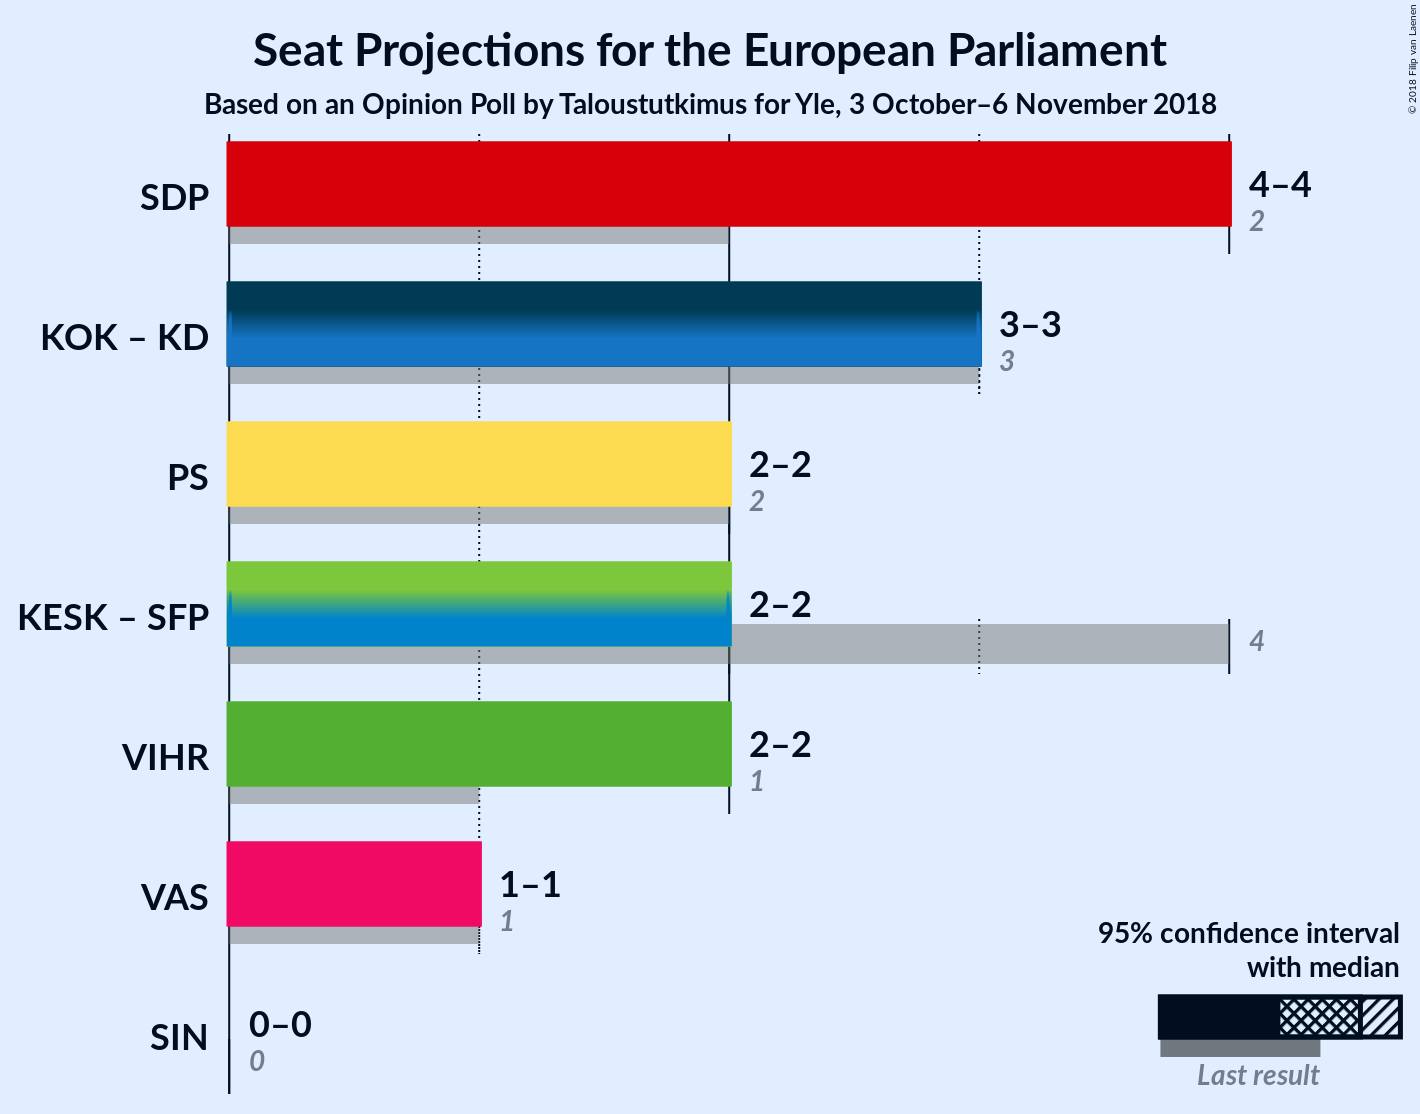 Seat Projections for the European Parliament
Based on an Opinion Poll by Taloustutkimus for Yle, 3 October–6 November 2018
© 2018 Filip van Laenen
SDP
4–4
2
KOK – KD
3–3
3
PS
2–2
2
KESK – SFP
2–2
4
VIHR
2–2
1
VAS
1–1
1
SIN
0–0
0
95% confidence interval
with median
Last result